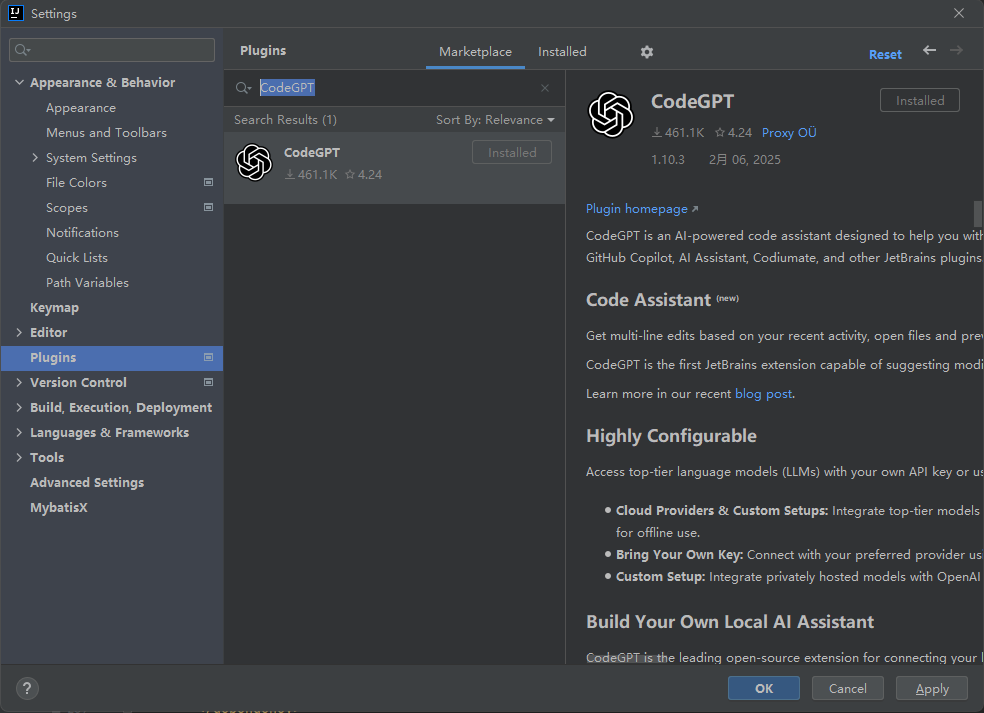 Settings
Plugins
Marketplace
Installed
Reset
Appearance & Behavior
Appearance
Menus and Toolbars
System Settings
File Colors
Scopes
Notifications
Quick Lists
Path Variables
Keymap
Editor
Plugins
Version Control
Build, Execution, Deployment
Languages & Frameworks
Tools
Advanced Settings
MybatisX
CodeGPT
Search Results (1)
Sort By: Relevance
CodeGPT
461.1K ☆ 4.24
Installed
CodeGPT
Installed
461.1K ☆ 4.24 Proxy OÜ
1.10.3 2月 06, 2025
Plugin homepage ↗
CodeGPT is an AI-powered code assistant designed to help you with
GitHub Copilot, AI Assistant, Codiumate, and other JetBrains plugins
Code Assistant (new)
Get multi-line edits based on your recent activity, open files and prev
CodeGPT is the first JetBrains extension capable of suggesting modi
Learn more in our recent blog post.
Highly Configurable
Access top-tier language models (LLMs) with your own API key or us
• Cloud Providers & Custom Setups: Integrate top-tier models
for offline use.
• Bring Your Own Key: Connect with your preferred provider us
• Custom Setup: Integrate privately hosted models with OpenAI
Build Your Own Local AI Assistant
CodeGPT is the leading open-source extension for connecting your l
?
OK
Cancel
Apply